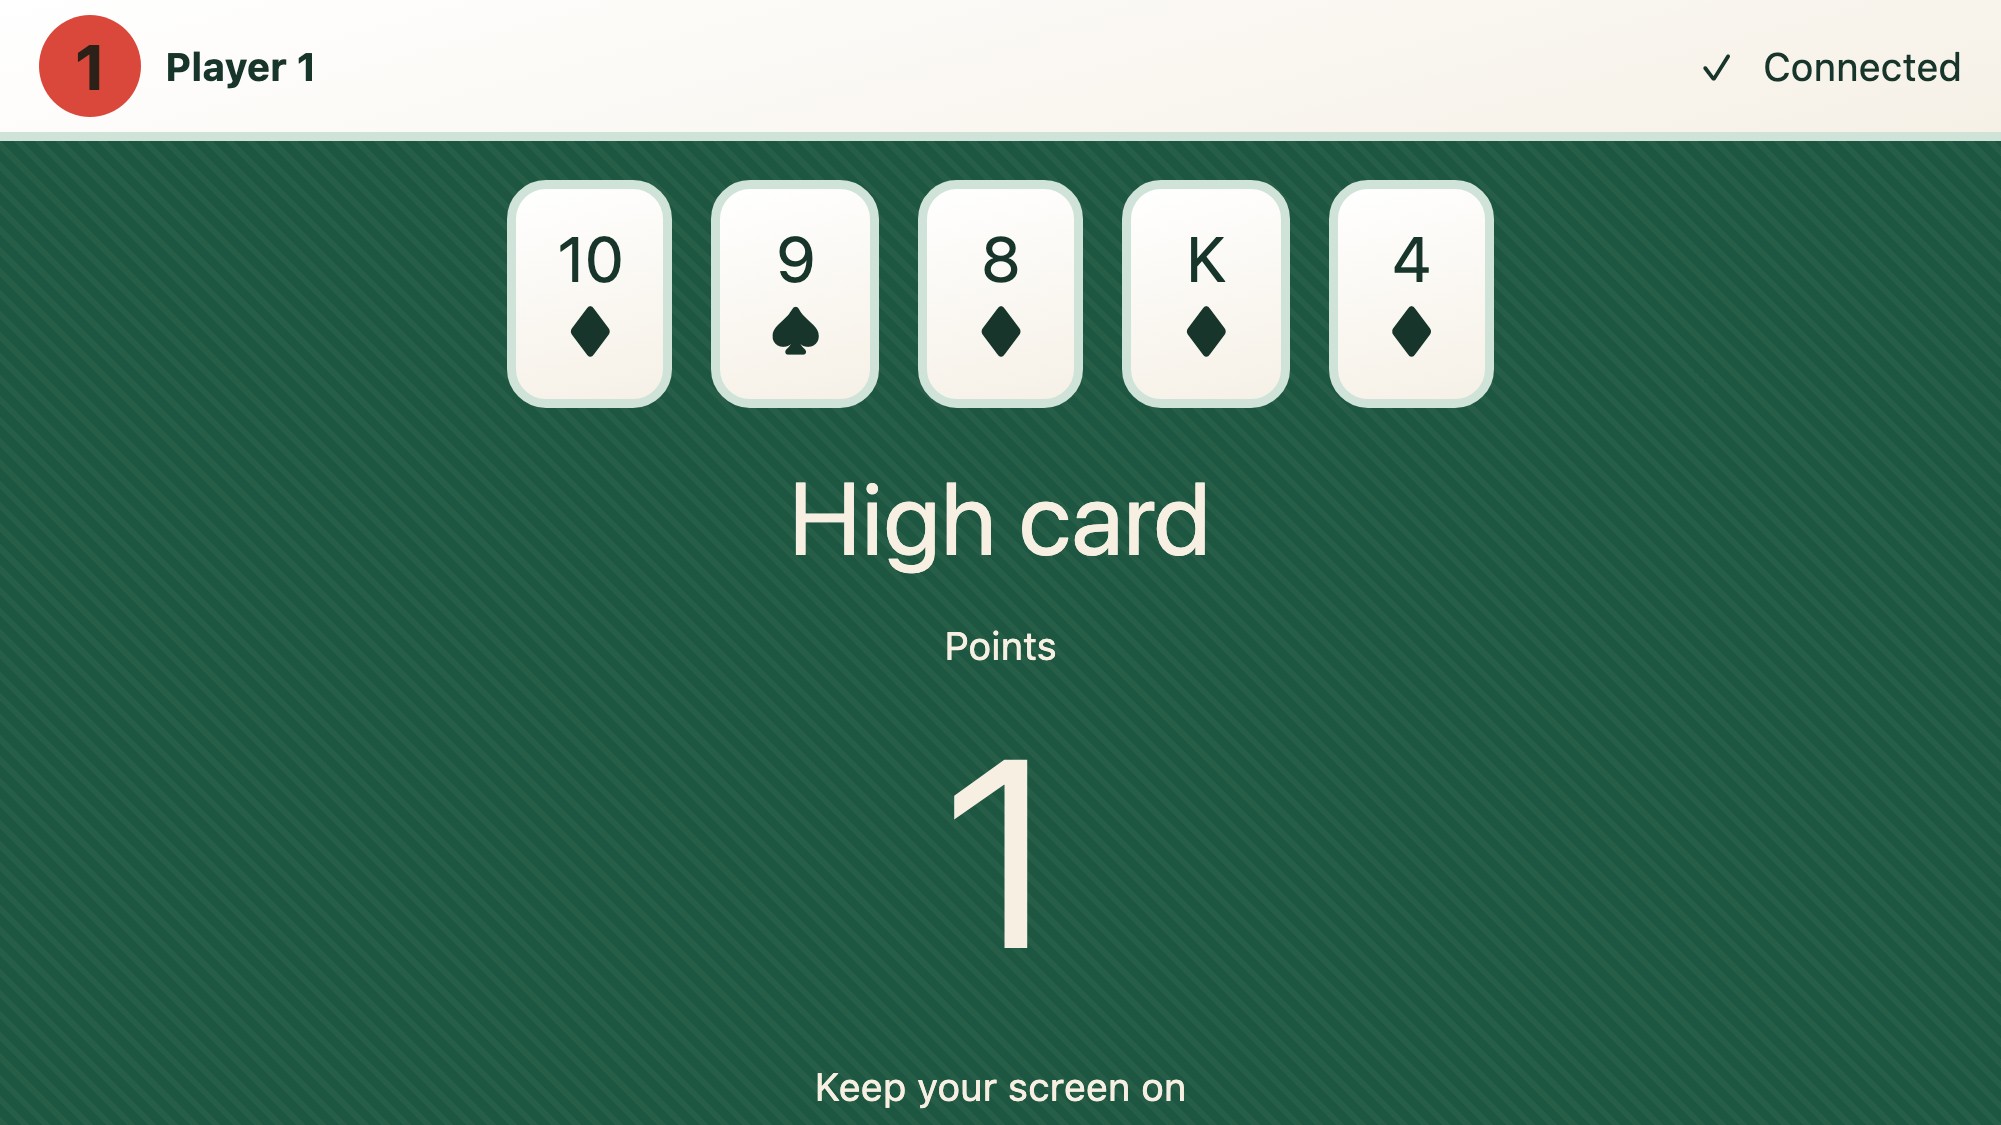 1 Player 1 ✓ Connected
10 9 8 K 4
♦ ♠ ♦ ♦ ♦
High card
Points
1
Keep your screen on